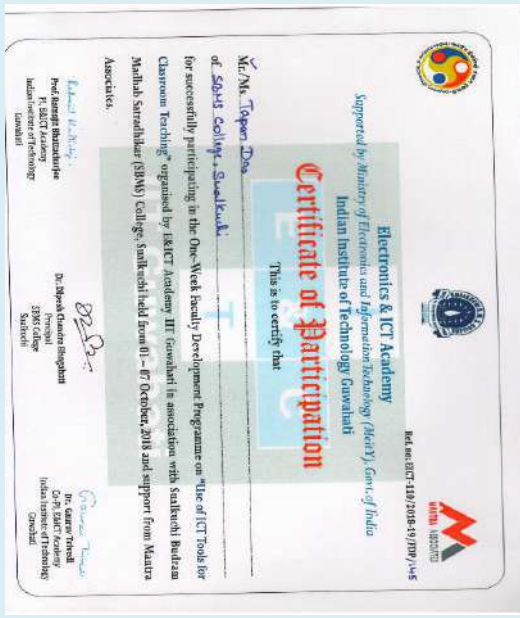 Ref. no: EICT-119/2018-19/FDP/145
MANTRA ASSOCIATES
Electronics & ICT Academy
Supported by Ministry of Electronics and Information Technology (MeitY), Govt. of India
Indian Institute of Technology Guwahati
Certificate of Participation
This is to certify that
Mr./Ms. Tapan Das
of SBMS College, Sualkuchi
for successfully participating in the One-Week Faculty Development Programme on "Use of ICT Tools for
Classroom Teaching" organised by E&ICT Academy IIT Guwahati in association with Sualkuchi Budram
Madhab Satradhikar (SBMS) College, Sualkuchi held from 01 – 07 October, 2018 and support from Mantra
Associates.
Prof. Ratnajit Bhattacharjee
PI, E&ICT Academy
Indian Institute of Technology
Guwahati
Dr. Dipesh Chandra Bhagabati
Principal
SBMS College
Sualkuchi
Dr. Gaurav Trivedi
Co-PI, E&ICT Academy
Indian Institute of Technology
Guwahati